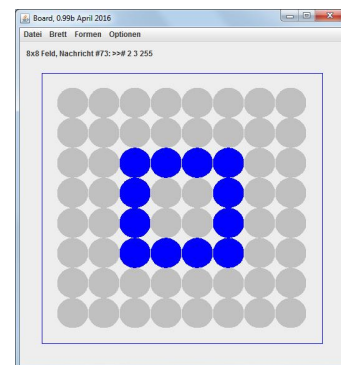 Board, 0.99b April 2016
Datei Brett Formen Optionen
8x8 Feld, Nachricht #73: >># 2 3 255